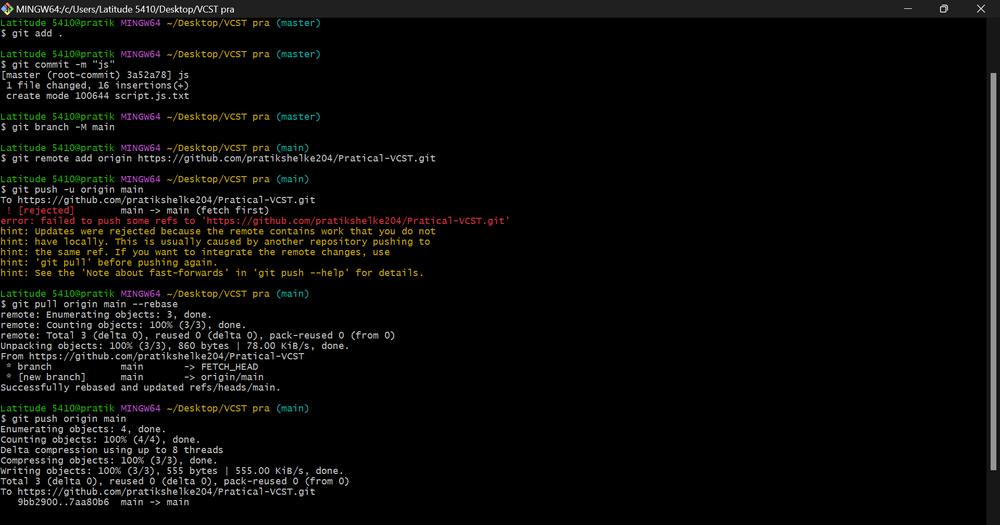 MINGW64:/c/Users/Latitude 5410/Desktop/VCST pra
Latitude 5410@pratik MINGW64 ~/Desktop/VCST pra (master)
$ git add .
Latitude 5410@pratik MINGW64 ~/Desktop/VCST pra (master)
$ git commit -m "js"
[master (root-commit) 3a52a78] js
 1 file changed, 16 insertions(+)
 create mode 100644 script.js.txt
Latitude 5410@pratik MINGW64 ~/Desktop/VCST pra (master)
$ git branch -M main
Latitude 5410@pratik MINGW64 ~/Desktop/VCST pra (main)
$ git remote add origin https://github.com/pratikshelke204/Pratical-VCST.git
Latitude 5410@pratik MINGW64 ~/Desktop/VCST pra (main)
$ git push -u origin main
To https://github.com/pratikshelke204/Pratical-VCST.git
 ! [rejected]        main -> main (fetch first)
error: failed to push some refs to 'https://github.com/pratikshelke204/Pratical-VCST.git'
hint: Updates were rejected because the remote contains work that you do not
hint: have locally. This is usually caused by another repository pushing to
hint: the same ref. If you want to integrate the remote changes, use
hint: 'git pull' before pushing again.
hint: See the 'Note about fast-forwards' in 'git push --help' for details.
Latitude 5410@pratik MINGW64 ~/Desktop/VCST pra (main)
$ git pull origin main --rebase
remote: Enumerating objects: 3, done.
remote: Counting objects: 100% (3/3), done.
remote: Total 3 (delta 0), reused 0 (delta 0), pack-reused 0 (from 0)
Unpacking objects: 100% (3/3), 860 bytes | 78.00 KiB/s, done.
From https://github.com/pratikshelke204/Pratical-VCST
 * branch            main       -> FETCH_HEAD
 * [new branch]      main       -> origin/main
Successfully rebased and updated refs/heads/main.
Latitude 5410@pratik MINGW64 ~/Desktop/VCST pra (main)
$ git push origin main
Enumerating objects: 4, done.
Counting objects: 100% (4/4), done.
Delta compression using up to 8 threads
Compressing objects: 100% (3/3), done.
Writing objects: 100% (3/3), 555 bytes | 555.00 KiB/s, done.
Total 3 (delta 0), reused 0 (delta 0), pack-reused 0 (from 0)
To https://github.com/pratikshelke204/Pratical-VCST.git
   9bb2900..7aa80b6  main -> main